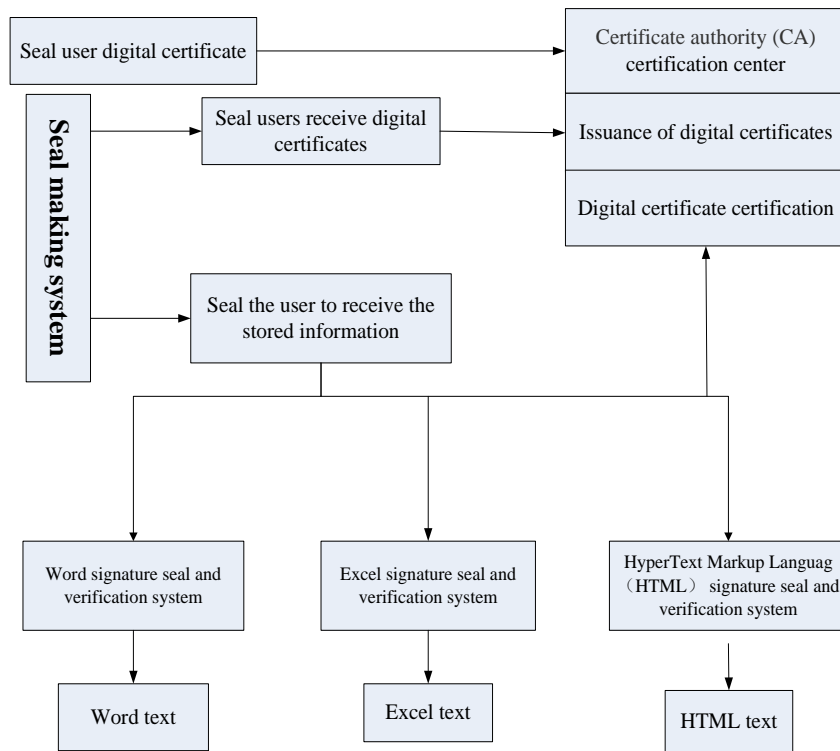 Seal user digital certificate
Certificate authority (CA)
certification center
Seal making system
Seal users receive digital
certificates
Issuance of digital certificates
Digital certificate certification
Seal the user to receive the
stored information
Word signature seal and
verification system
Excel signature seal and
verification system
HyperText Markup Languag
（HTML） signature seal and
verification system
Word text
Excel text
HTML text